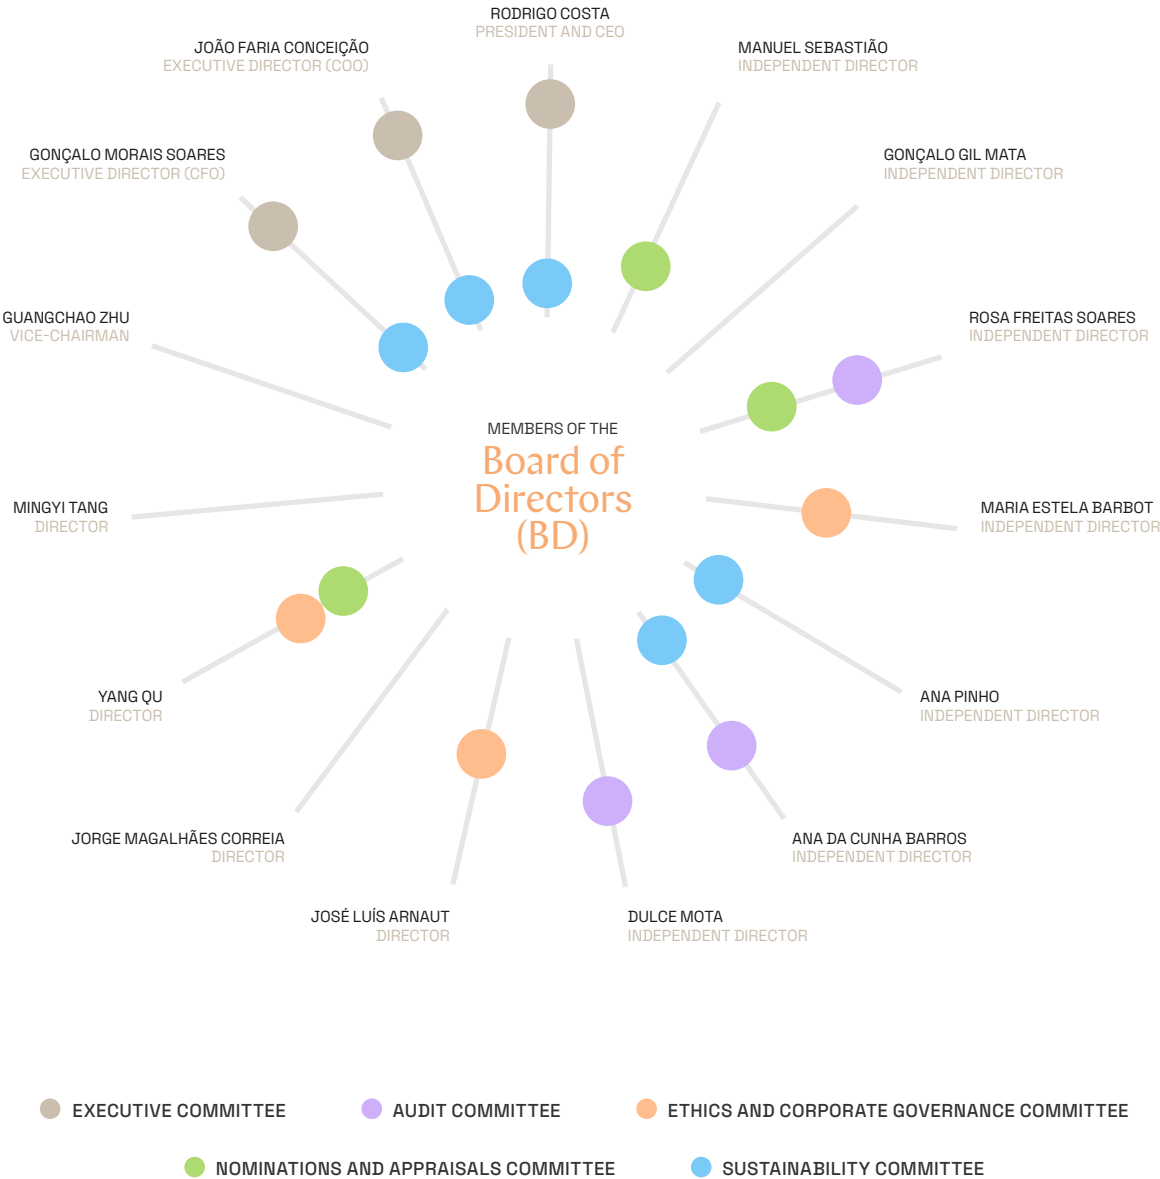 RODRIGO COSTA
PRESIDENT AND CEO
JOÃO FARIA CONCEIÇÃO
EXECUTIVE DIRECTOR (COO)
MANUEL SEBASTIÃO
INDEPENDENT DIRECTOR
GONÇALO MORAIS SOARES
EXECUTIVE DIRECTOR (CFO)
GONÇALO GIL MATA
INDEPENDENT DIRECTOR
GUANGCHAO ZHU
VICE-CHAIRMAN
ROSA FREITAS SOARES
INDEPENDENT DIRECTOR
MEMBERS OF THE
Board of
Directors
(BD)
MINGYI TANG
DIRECTOR
MARIA ESTELA BARBOT
INDEPENDENT DIRECTOR
YANG QU
DIRECTOR
ANA PINHO
INDEPENDENT DIRECTOR
JORGE MAGALHÃES CORREIA
DIRECTOR
ANA DA CUNHA BARROS
INDEPENDENT DIRECTOR
JOSÉ LUÍS ARNAUT
DIRECTOR
DULCE MOTA
INDEPENDENT DIRECTOR
EXECUTIVE COMMITTEE
AUDIT COMMITTEE
ETHICS AND CORPORATE GOVERNANCE COMMITTEE
NOMINATIONS AND APPRAISALS COMMITTEE
SUSTAINABILITY COMMITTEE